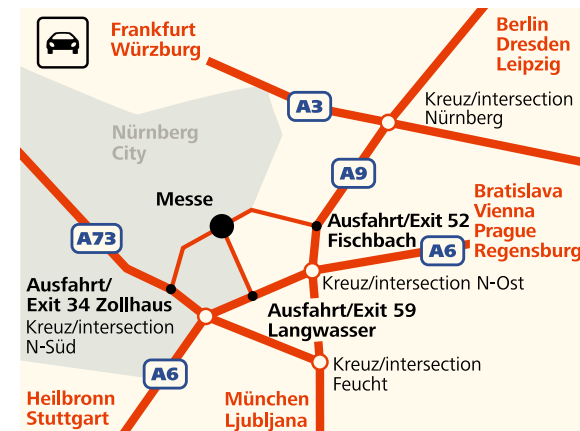 Frankfurt
Würzburg
Berlin
Dresden
Leipzig
A3
Kreuz/intersection
Nürnberg
Nürnberg
City
A9
Messe
Bratislava
Vienna
Prague
Regensburg
Ausfahrt/Exit 52
Fischbach
A73
A6
Ausfahrt/
Exit 34 Zollhaus
Kreuz/intersection
N-Süd
Kreuz/intersection N-Ost
Ausfahrt/Exit 59
Langwasser
A6
Kreuz/intersection
Feucht
Heilbronn
Stuttgart
München
Ljubljana